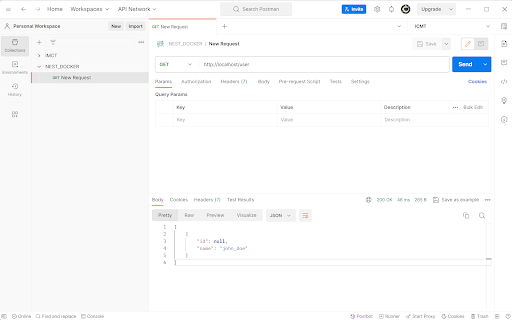 Home Workspaces API Network Search Postman Invite Upgrade
Personal Workspace New Import GET New Request ICMT
Collections
IMCT
NEST_DOCKER
GET New Request
Environments
History
NEST_DOCKER / New Request Save
GET http://localhost/user Send
Params Authorization Headers (7) Body Pre-request Script Tests Settings Cookies
Query Params
Key Value Description Bulk Edit
Key Value Description
Body Cookies Headers (7) Test Results 200 OK 48 ms 255 B Save as example
Pretty Raw Preview Visualize JSON
1 [
2 {
3 "id": null,
4 "name": "john_doe"
5 }
6 ]
Online Find and replace Console Postbot Runner Start Proxy Cookies Trash